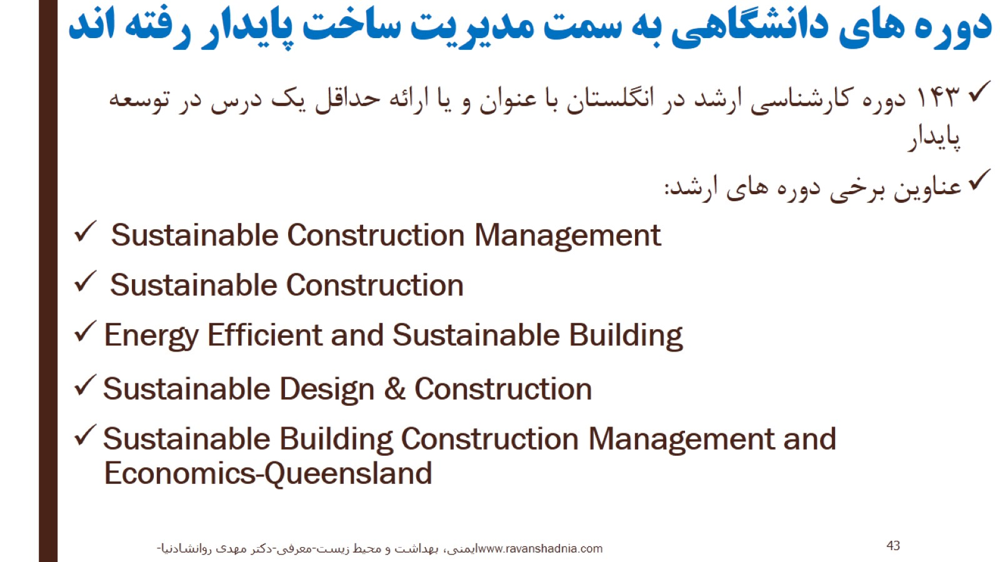 دوره های دانشگاهی به سمت مدیریت ساخت پایدار رفته اند
✓ ۱۴۳ دوره کارشناسی ارشد در انگلستان با عنوان و یا ارائه حداقل یک درس در توسعه
پایدار
✓ عناوین برخی دوره های ارشد:
✓ Sustainable Construction Management
✓ Sustainable Construction
✓ Energy Efficient and Sustainable Building
✓ Sustainable Design & Construction
✓ Sustainable Building Construction Management and
Economics-Queensland
ایمنی، بهداشت و محیط زیست-معرفی-دکتر مهدی روانشادنیا-www.ravanshadnia.com
43